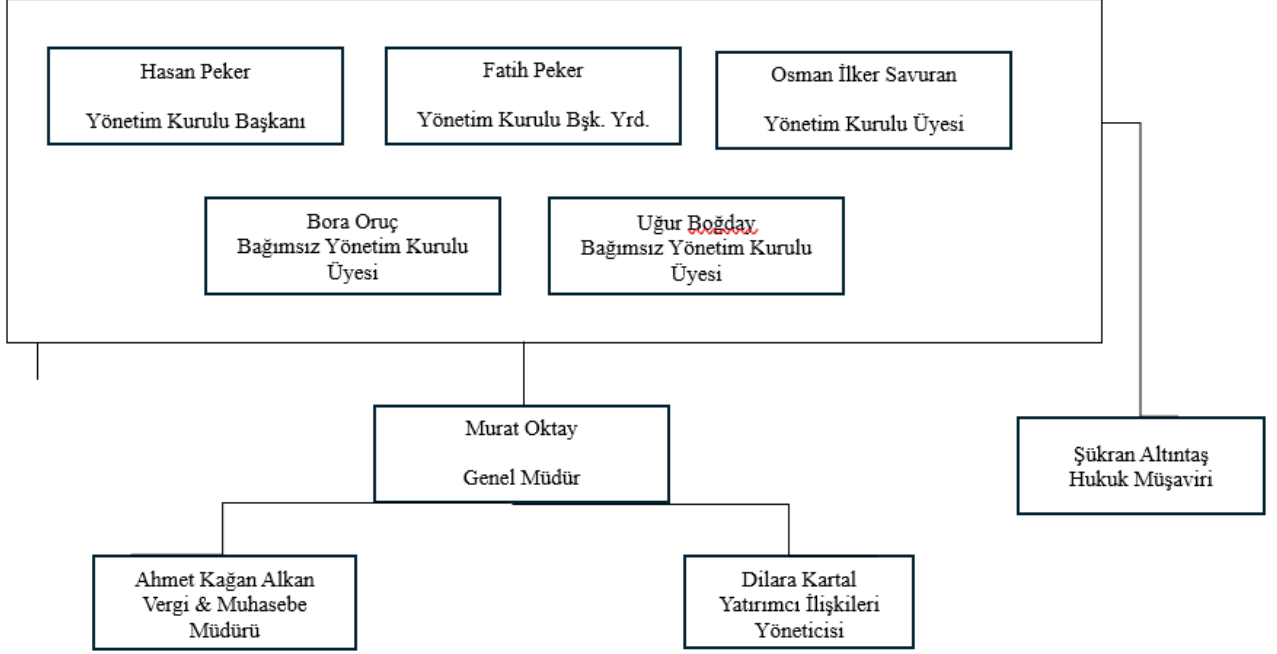 Hasan Peker
Yönetim Kurulu Başkanı
Fatih Peker
Yönetim Kurulu Bşk. Yrd.
Osman İlker Savuran
Yönetim Kurulu Üyesi
Bora Oruç
Bağımsız Yönetim Kurulu
Üyesi
Uğur Boğday
Bağımsız Yönetim Kurulu
Üyesi
Murat Oktay
Genel Müdür
Şükran Altıntaş
Hukuk Müşaviri
Ahmet Kağan Alkan
Vergi & Muhasebe
Müdürü
Dilara Kartal
Yatırımcı İlişkileri
Yöneticisi